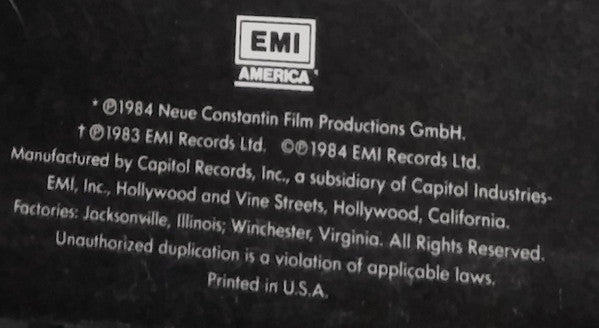 EMI
AMERICA
* ℗1984 Neue Constantin Film Productions GmbH.
† ℗1983 EMI Records Ltd. ©℗1984 EMI Records Ltd.
Manufactured by Capitol Records, Inc., a subsidiary of Capitol Industries-
EMI, Inc., Hollywood and Vine Streets, Hollywood, California.
Factories: Jacksonville, Illinois; Winchester, Virginia. All Rights Reserved.
Unauthorized duplication is a violation of applicable laws.
Printed in U.S.A.